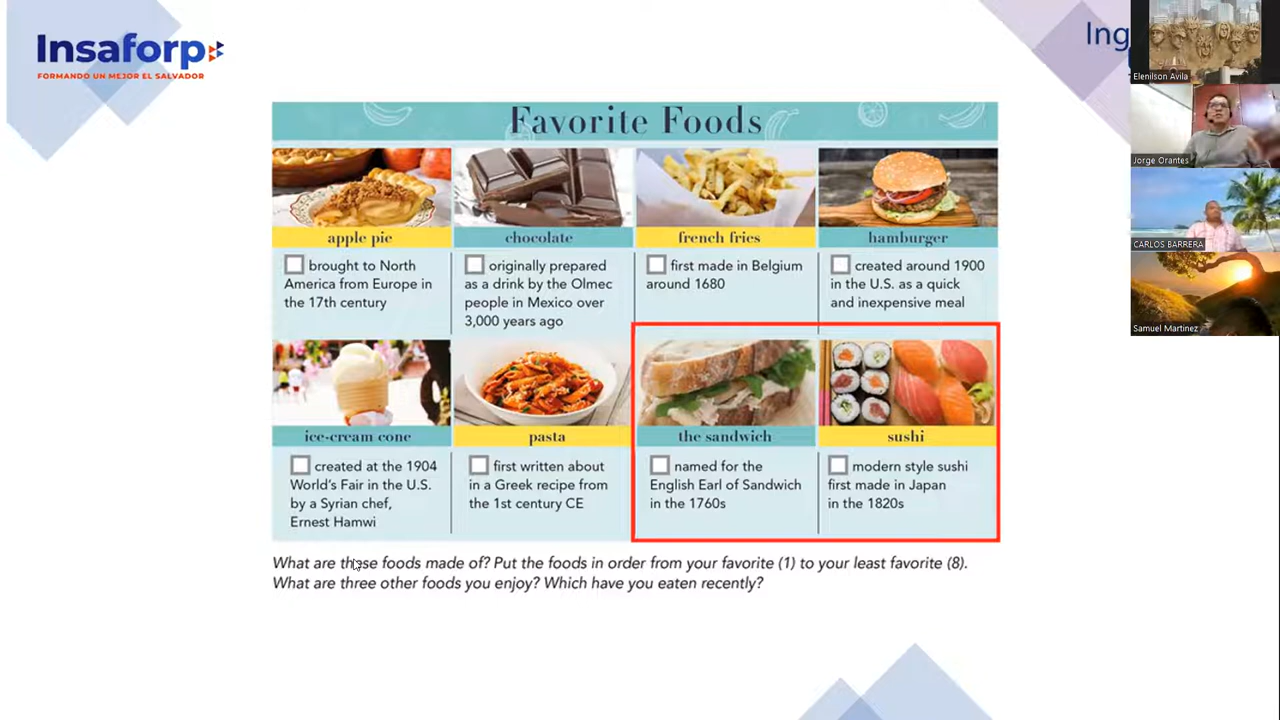 Insaforp
FORMANDO UN MEJOR EL SALVADOR
Ing
Elenilson Avila
Jorge Orantes
CARLOS BARRERA
Samuel Martinez
Favorite Foods
apple pie
brought to North
America from Europe in
the 17th century
chocolate
originally prepared
as a drink by the Olmec
people in Mexico over
3,000 years ago
french fries
first made in Belgium
around 1680
hamburger
created around 1900
in the U.S. as a quick
and inexpensive meal
ice-cream cone
created at the 1904
World's Fair in the U.S.
by a Syrian chef,
Ernest Hamwi
pasta
first written about
in a Greek recipe from
the 1st century CE
the sandwich
named for the
English Earl of Sandwich
in the 1760s
sushi
modern style sushi
first made in Japan
in the 1820s
What are these foods made of? Put the foods in order from your favorite (1) to your least favorite (8).
What are three other foods you enjoy? Which have you eaten recently?